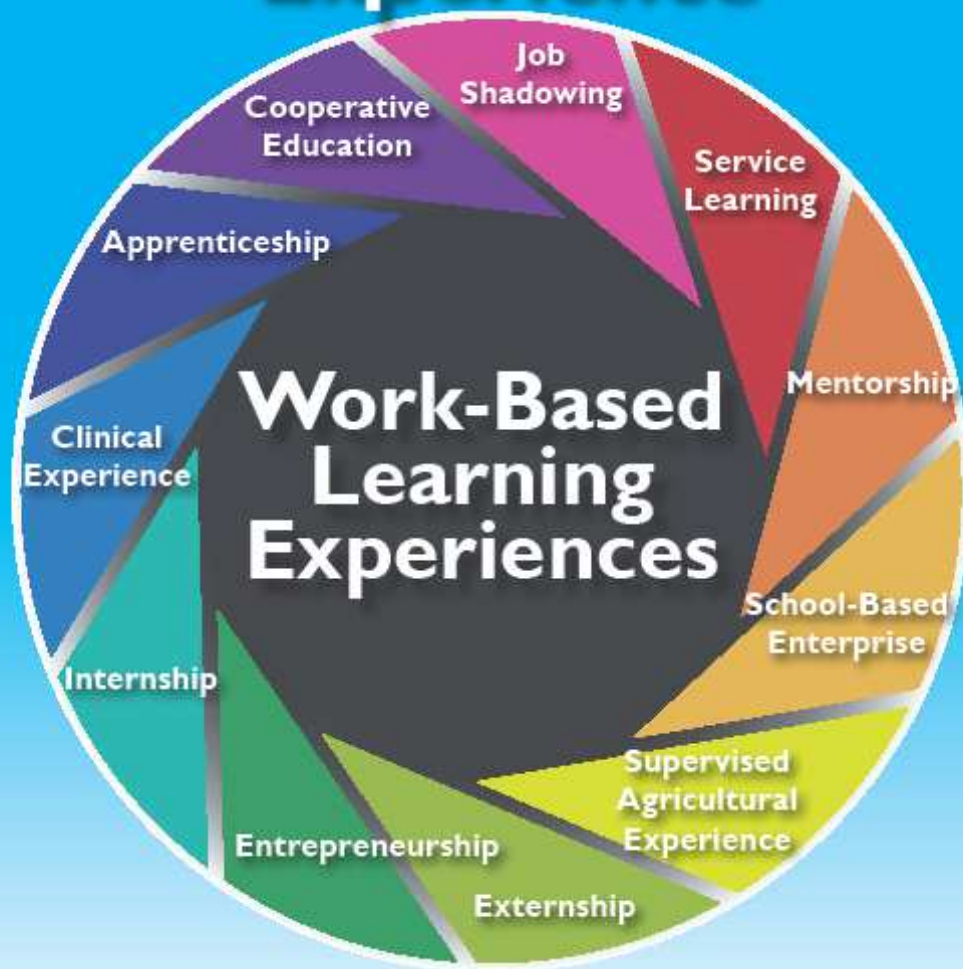 Work-Based
Learning
Experiences
Job
Shadowing
Service
Learning
Mentorship
School-Based
Enterprise
Supervised
Agricultural
Experience
Externship
Entrepreneurship
Internship
Clinical
Experience
Apprenticeship
Cooperative
Education